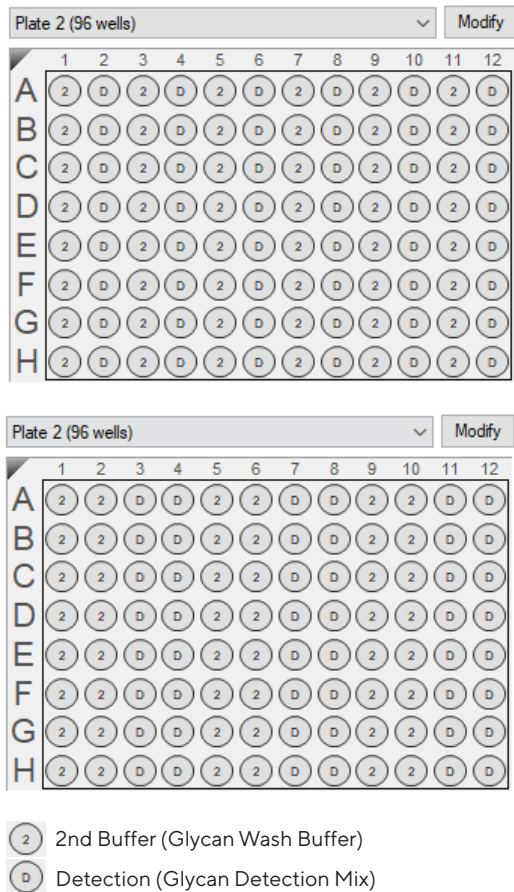 Plate 2 (96 wells) Modify
1 2 3 4 5 6 7 8 9 10 11 12
A 2 D 2 D 2 D 2 D 2 D 2 D
B 2 D 2 D 2 D 2 D 2 D 2 D
C 2 D 2 D 2 D 2 D 2 D 2 D
D 2 D 2 D 2 D 2 D 2 D 2 D
E 2 D 2 D 2 D 2 D 2 D 2 D
F 2 D 2 D 2 D 2 D 2 D 2 D
G 2 D 2 D 2 D 2 D 2 D 2 D
H 2 D 2 D 2 D 2 D 2 D 2 D
Plate 2 (96 wells) Modify
1 2 3 4 5 6 7 8 9 10 11 12
A 2 2 D D 2 2 D D 2 2 D D
B 2 2 D D 2 2 D D 2 2 D D
C 2 2 D D 2 2 D D 2 2 D D
D 2 2 D D 2 2 D D 2 2 D D
E 2 2 D D 2 2 D D 2 2 D D
F 2 2 D D 2 2 D D 2 2 D D
G 2 2 D D 2 2 D D 2 2 D D
H 2 2 D D 2 2 D D 2 2 D D
2 2nd Buffer (Glycan Wash Buffer)
D Detection (Glycan Detection Mix)